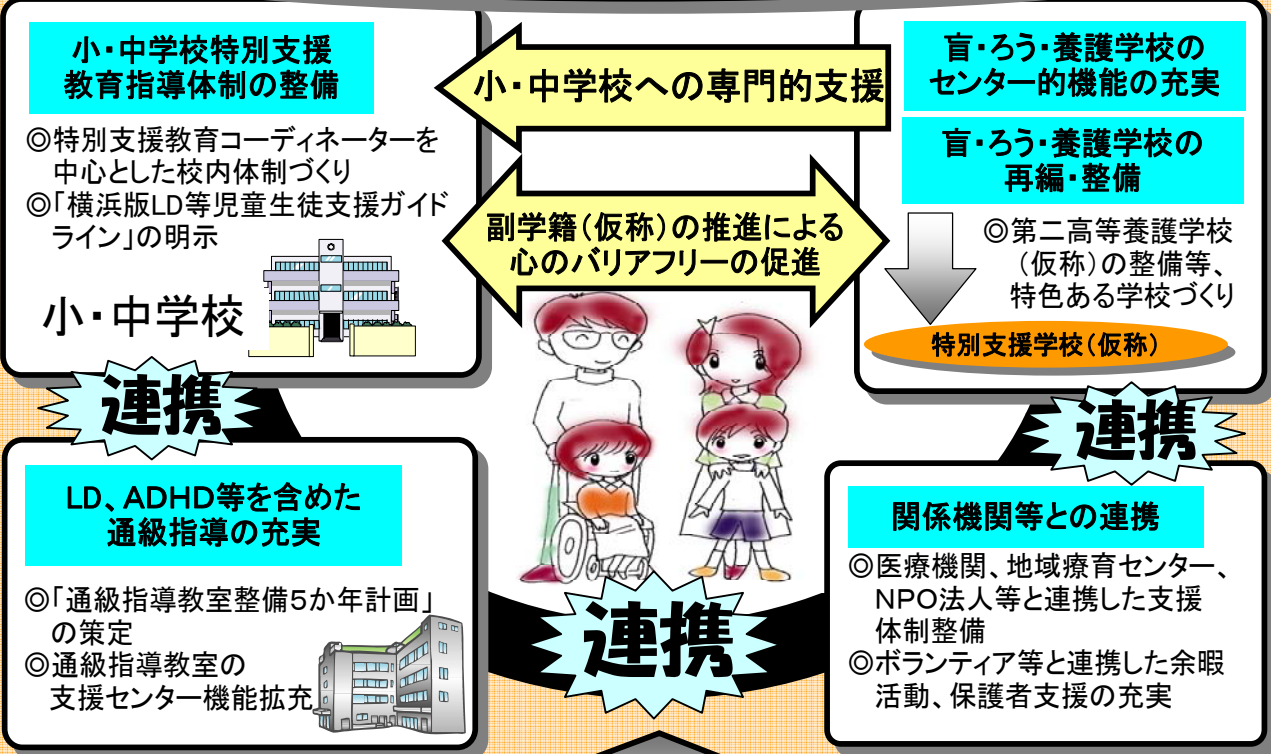 小・中学校特別支援
教育指導体制の整備
◎特別支援教育コーディネーターを
中心とした校内体制づくり
◎「横浜版LD等児童生徒支援ガイド
ライン」の明示
小・中学校
小・中学校への専門的支援
副学籍（仮称）の推進による
心のバリアフリーの促進
盲・ろう・養護学校の
センター的機能の充実
盲・ろう・養護学校の
再編・整備
◎第二高等養護学校
（仮称）の整備等、
特色ある学校づくり
特別支援学校（仮称）
連携
連携
LD、ADHD等を含めた
通級指導の充実
◎「通級指導教室整備5か年計画」
の策定
◎通級指導教室の
支援センター機能拡充
連携
関係機関等との連携
◎医療機関、地域療育センター、
NPO法人等と連携した支援
体制整備
◎ボランティア等と連携した余暇
活動、保護者支援の充実